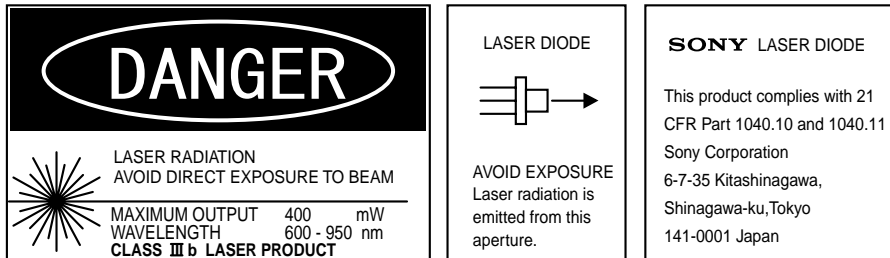 DANGER
LASER RADIATION
AVOID DIRECT EXPOSURE TO BEAM
MAXIMUM OUTPUT 400 mW
WAVELENGTH 600 - 950 nm
CLASS Ⅲ b LASER PRODUCT
LASER DIODE
AVOID EXPOSURE
Laser radiation is
emitted from this
aperture.
SONY LASER DIODE
This product complies with 21
CFR Part 1040.10 and 1040.11
Sony Corporation
6-7-35 Kitashinagawa,
Shinagawa-ku,Tokyo
141-0001 Japan